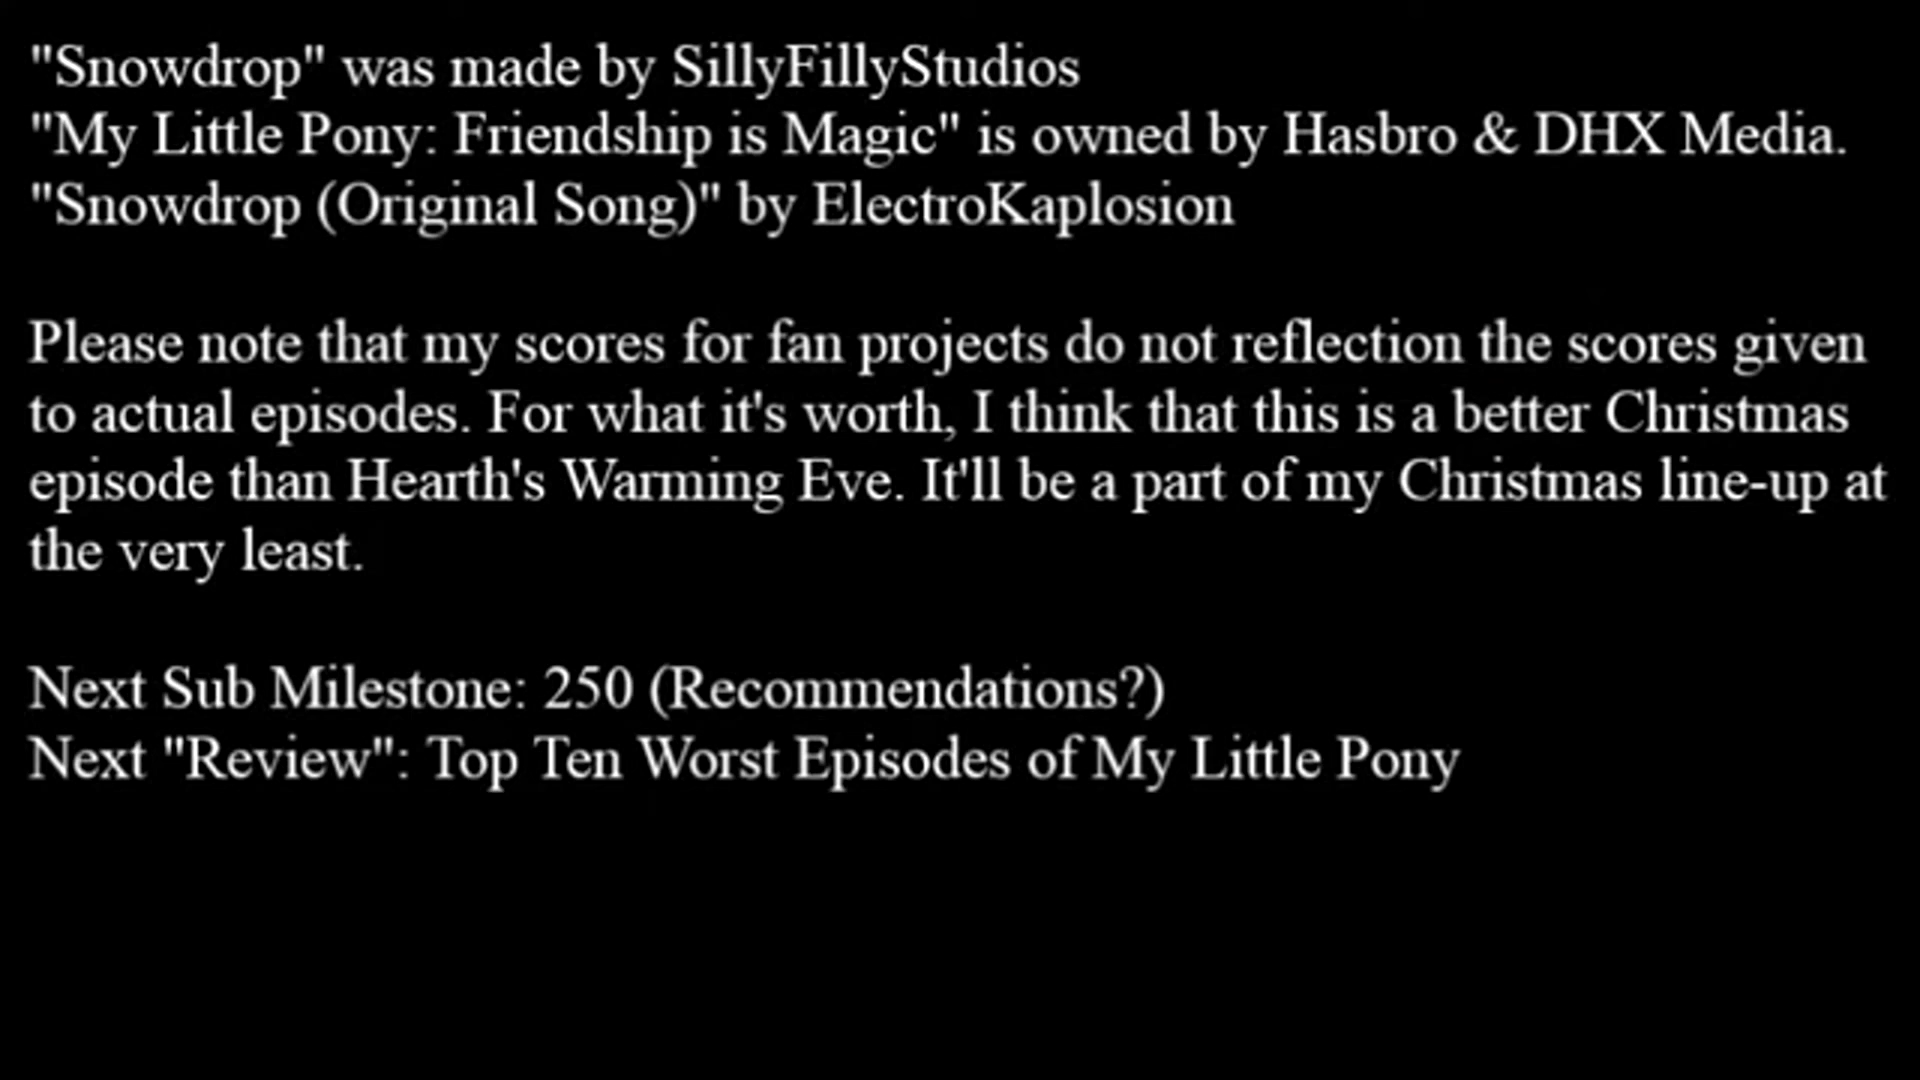 "Snowdrop" was made by SillyFillyStudios
"My Little Pony: Friendship is Magic" is owned by Hasbro & DHX Media.
"Snowdrop (Original Song)" by ElectroKaplosion
Please note that my scores for fan projects do not reflection the scores given
to actual episodes. For what it's worth, I think that this is a better Christmas
episode than Hearth's Warming Eve. It'll be a part of my Christmas line-up at
the very least.
Next Sub Milestone: 250 (Recommendations?)
Next "Review": Top Ten Worst Episodes of My Little Pony